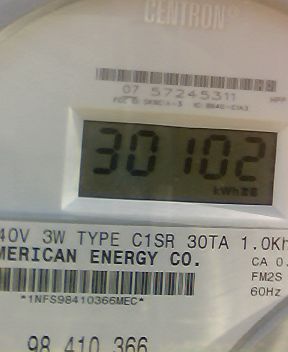 CENTRON®
07 57245311
30102
kWh
40V 3W TYPE C1SR 30TA 1.0Kh
MERICAN ENERGY CO.
CA 0.
FM2S
60Hz
*1NFS98410366MEC*
98 410 366